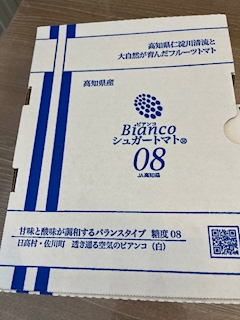 高知県仁淀川清流と
大自然が育んだフルーツトマト
高知県産
ビアンコ
Bianco
シュガートマト®
08
JA高知県
甘味と酸味が調和するバランスタイプ 糖度08
日高村・佐川町 透き通る空気のビアンコ(白)